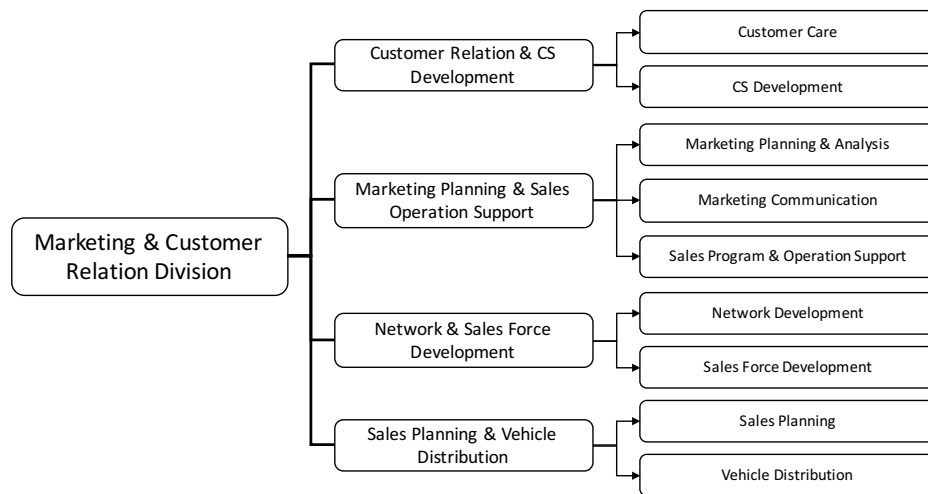 Marketing & Customer
Relation Division
Customer Relation & CS
Development
Customer Care
CS Development
Marketing Planning & Sales
Operation Support
Marketing Planning & Analysis
Marketing Communication
Sales Program & Operation Support
Network & Sales Force
Development
Network Development
Sales Force Development
Sales Planning & Vehicle
Distribution
Sales Planning
Vehicle Distribution